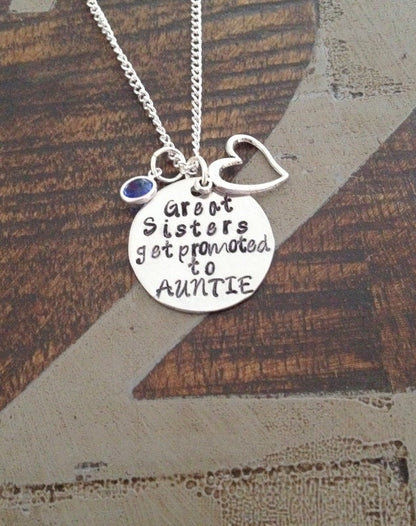 Great
Sisters
get promoted
to
AUNTIE